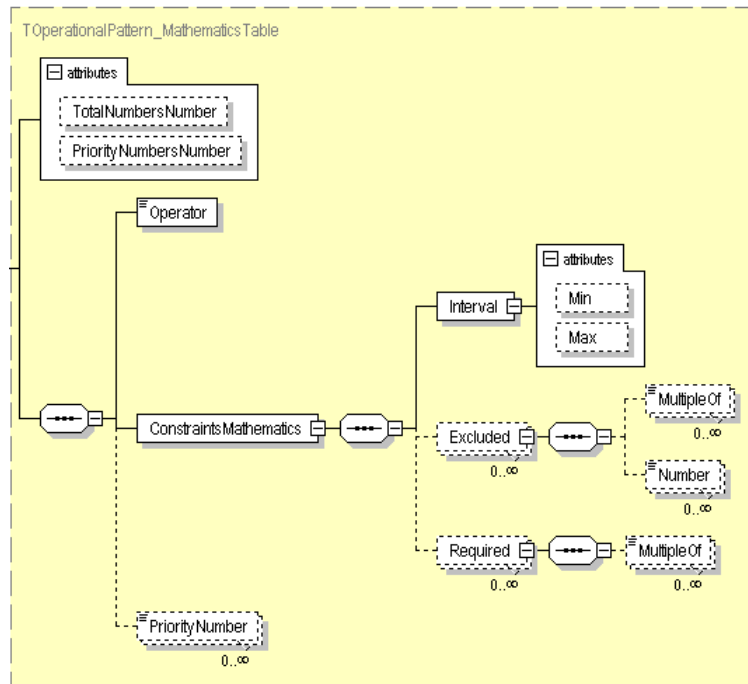 TOperationalPattern_MathematicsTable
attributes
TotalNumbersNumber
PriorityNumbersNumber
Operator
attributes
Interval
Min
Max
ConstraintsMathematics
Excluded
0..∞
MultipleOf
0..∞
Number
0..∞
Required
0..∞
MultipleOf
0..∞
PriorityNumber
0..∞